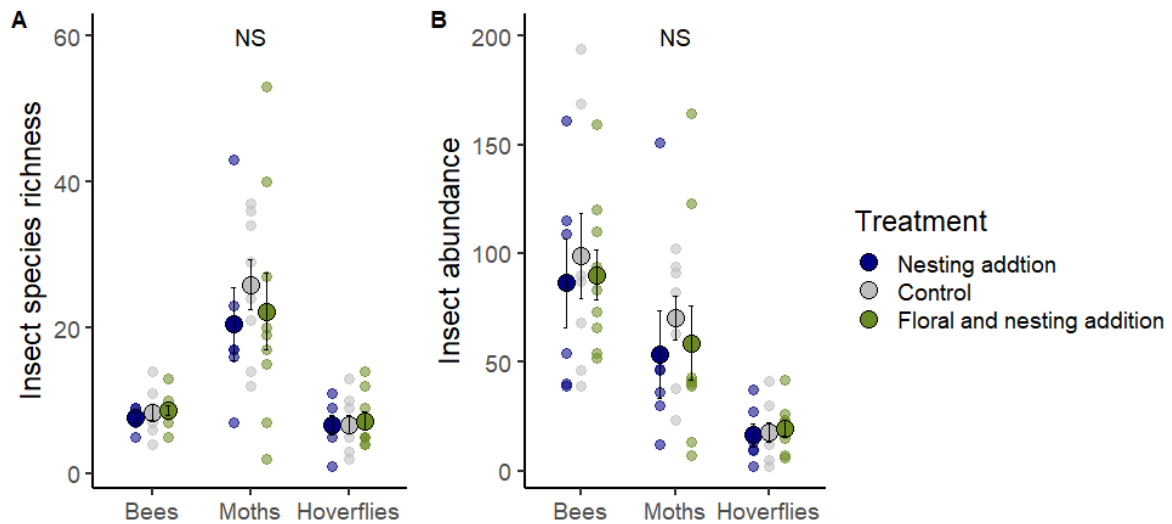 A
B
Insect species richness
60
40
20
0
NS
Bees
Moths
Hoverflies
Insect abundance
200
150
100
50
0
NS
Bees
Moths
Hoverflies
Treatment
Nesting addtion
Control
Floral and nesting addition